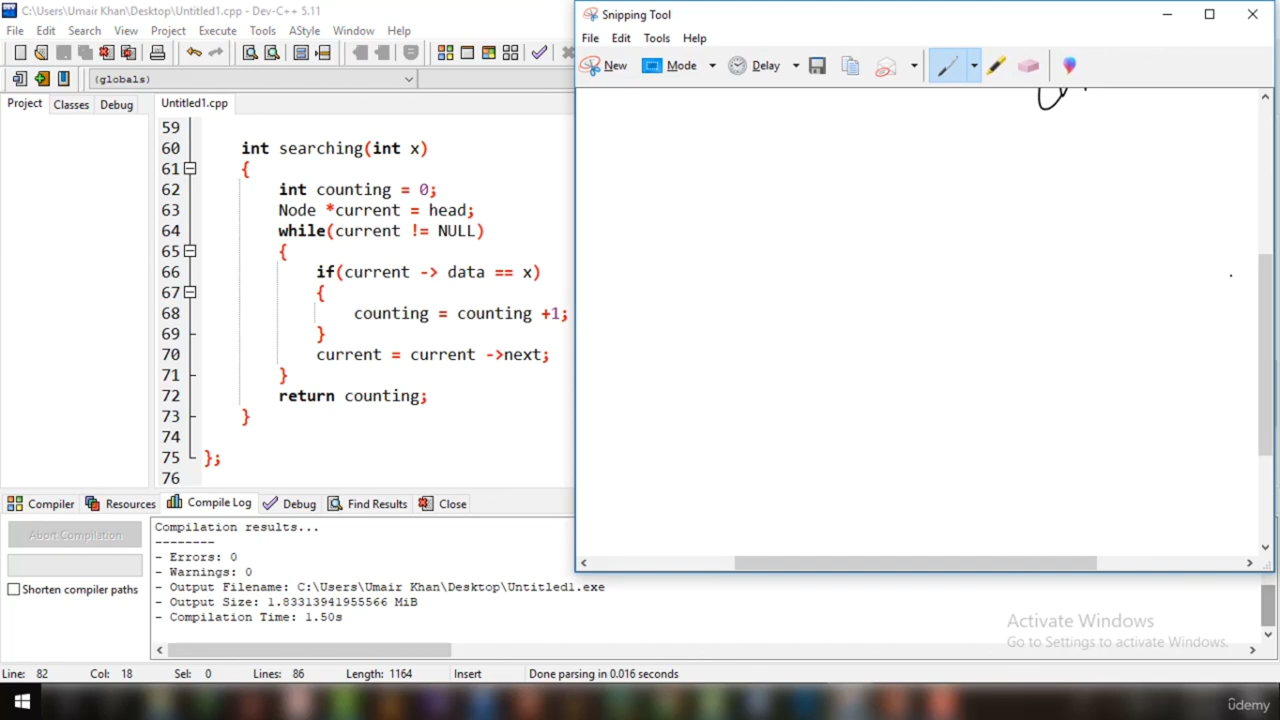 C:\Users\Umair Khan\Desktop\Untitled1.cpp - Dev-C++ 5.11
File Edit Search View Project Execute Tools AStyle Window Help
(globals)
Project Classes Debug
Untitled1.cpp
59
60 int searching(int x)
61 {
62 int counting = 0;
63 Node *current = head;
64 while(current != NULL)
65 {
66 if(current -> data == x)
67 {
68 counting = counting +1;
69 }
70 current = current ->next;
71 }
72 return counting;
73 }
74
75 };
76
Snipping Tool
File Edit Tools Help
New Mode Delay
Compiler Resources Compile Log Debug Find Results Close
Abort Compilation
Shorten compiler paths
Compilation results...
--------
- Errors: 0
- Warnings: 0
- Output Filename: C:\Users\Umair Khan\Desktop\Untitled1.exe
- Output Size: 1.83313941955566 MiB
- Compilation Time: 1.50s
Activate Windows
Go to Settings to activate Windows.
Line: 82 Col: 18 Sel: 0 Lines: 86 Length: 1164 Insert Done parsing in 0.016 seconds
ûdemy